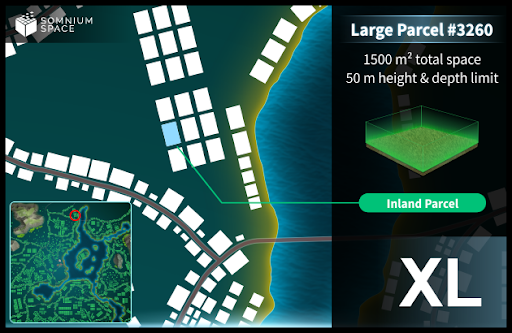 SOMNIUM
SPACE
Large Parcel #3260
1500 m² total space
50 m height & depth limit
Inland Parcel
XL